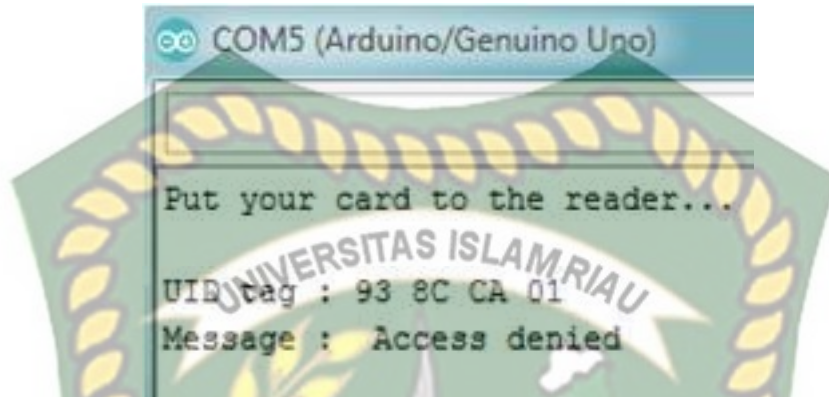 COM5 (Arduino/Genuino Uno)
Put your card to the reader...
UNIVERSITAS ISLAM RIAU
UID tag : 93 8C CA 01
Message : Access denied